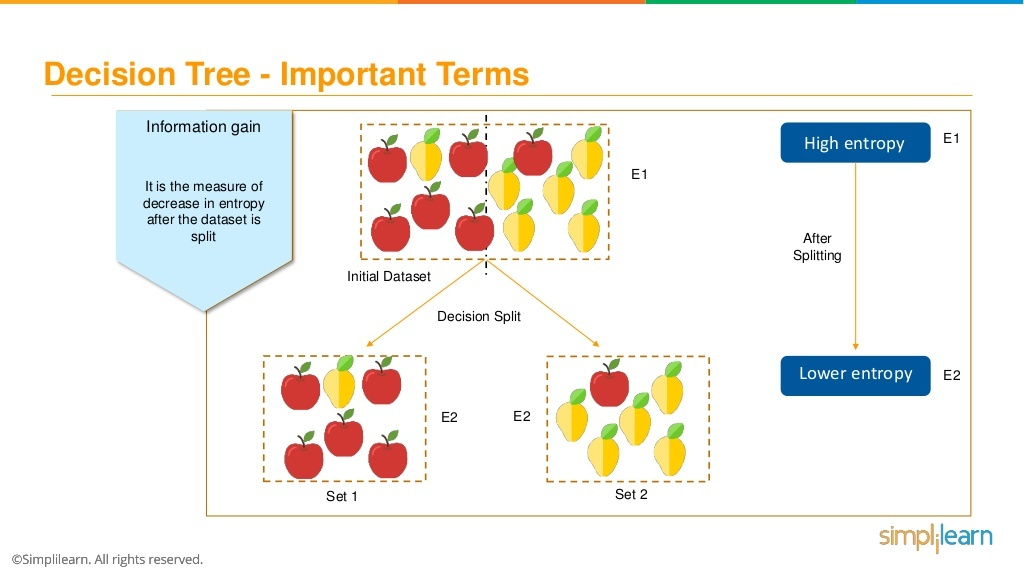 Decision Tree - Important Terms
Information gain
It is the measure of
decrease in entropy
after the dataset is
split
E1
Initial Dataset
Decision Split
E2
Set 1
E2
Set 2
High entropy
E1
After
Splitting
Lower entropy
E2
©Simplilearn. All rights reserved.
simplilearn